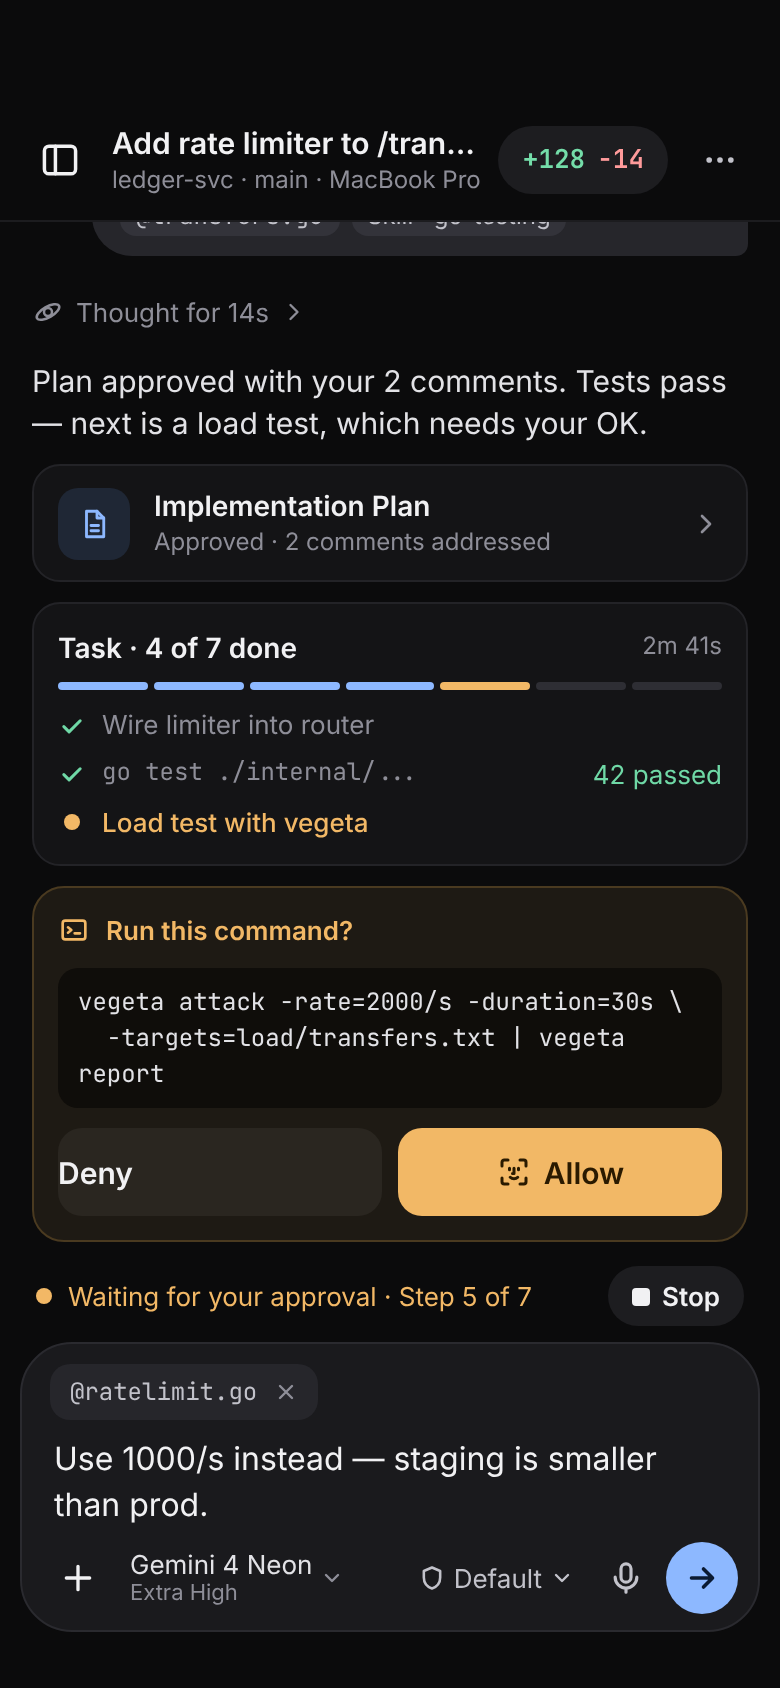 Add rate limiter to /tran...
ledger-svc · main · MacBook Pro
+128 -14
Thought for 14s
Plan approved with your 2 comments. Tests pass
— next is a load test, which needs your OK.
Implementation Plan
Approved · 2 comments addressed
Task · 4 of 7 done
2m 41s
Wire limiter into router
go test ./internal/...
42 passed
Load test with vegeta
Run this command?
vegeta attack -rate=2000/s -duration=30s \
-targets=load/transfers.txt | vegeta
report
Deny
Allow
Waiting for your approval · Step 5 of 7
Stop
@ratelimit.go
Use 1000/s instead — staging is smaller
than prod.
Gemini 4 Neon
Extra High
Default